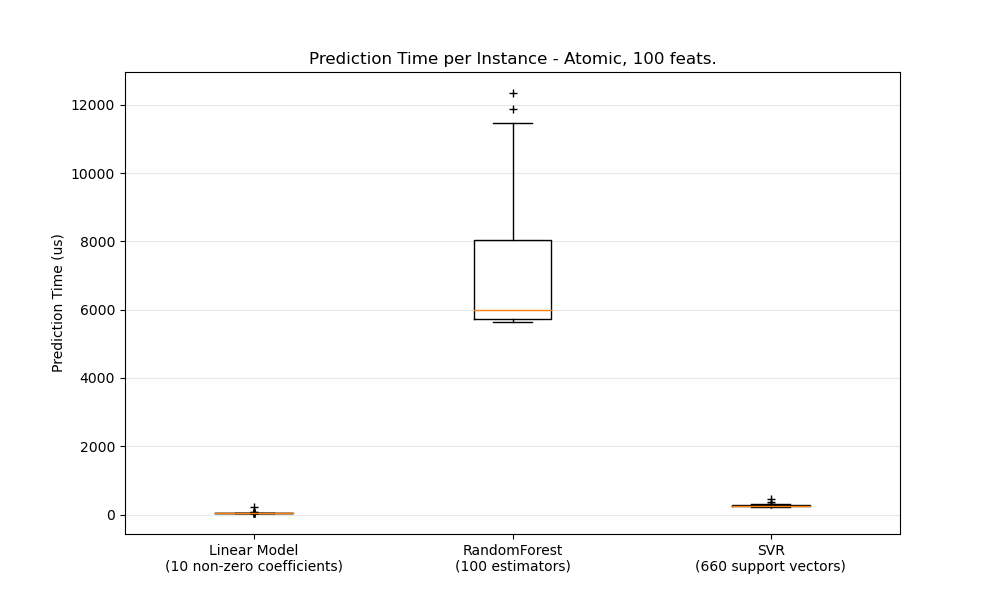 Prediction Time per Instance - Atomic, 100 feats.
Prediction Time (us)
12000
10000
8000
6000
4000
2000
0
Linear Model
(10 non-zero coefficients)
RandomForest
(100 estimators)
SVR
(660 support vectors)